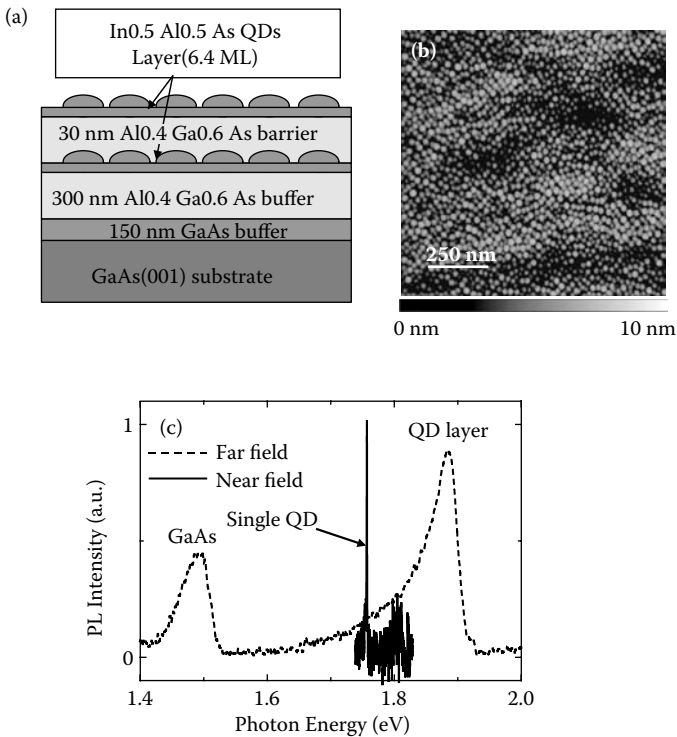 (a)
In0.5 Al0.5 As QDs
Layer(6.4 ML)
30 nm Al0.4 Ga0.6 As barrier
300 nm Al0.4 Ga0.6 As buffer
150 nm GaAs buffer
GaAs(001) substrate
(b)
250 nm
0 nm 10 nm
(c)
Far field
Near field
QD layer
Single QD
GaAs
PL Intensity (a.u.)
1
0
1.4 1.6 1.8 2.0
Photon Energy (eV)